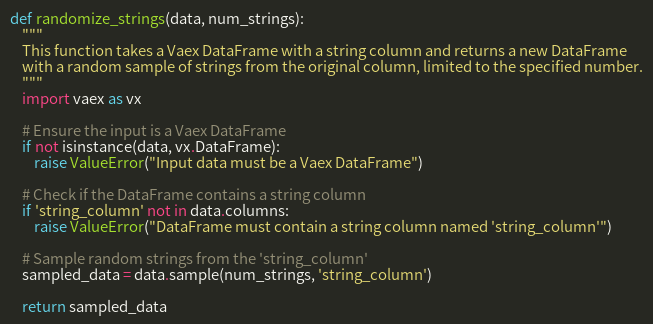 def randomize_strings(data, num_strings):
    """
    This function takes a Vaex DataFrame with a string column and returns a new DataFrame
    with a random sample of strings from the original column, limited to the specified number.
    """
    import vaex as vx

    # Ensure the input is a Vaex DataFrame
    if not isinstance(data, vx.DataFrame):
        raise ValueError("Input data must be a Vaex DataFrame")

    # Check if the DataFrame contains a string column
    if 'string_column' not in data.columns:
        raise ValueError("DataFrame must contain a string column named 'string_column'")

    # Sample random strings from the 'string_column'
    sampled_data = data.sample(num_strings, 'string_column')

    return sampled_data